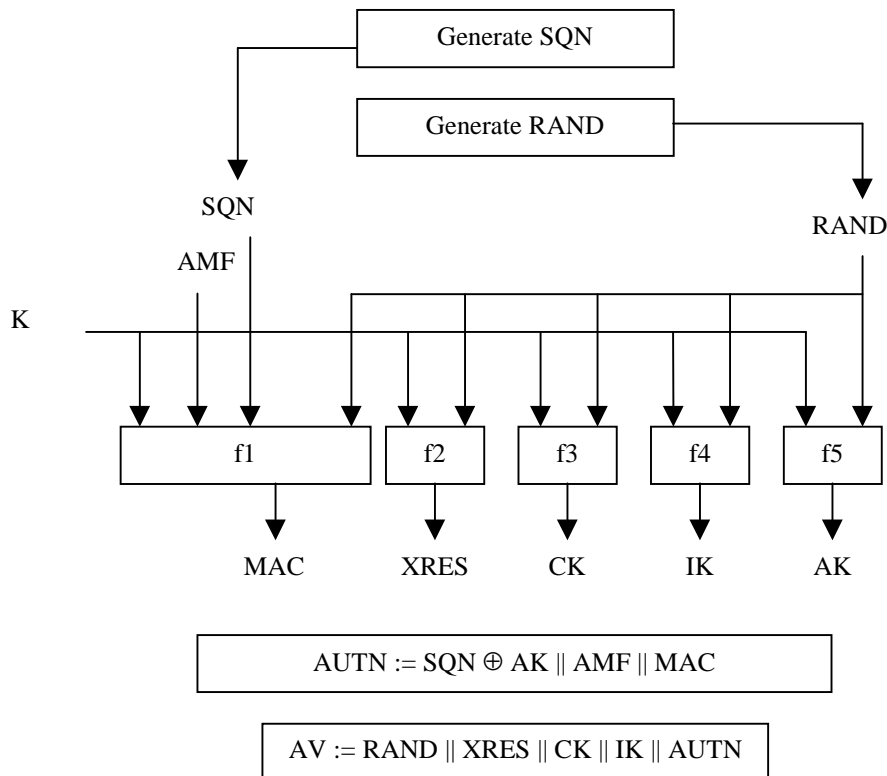 Generate SQN
Generate RAND
SQN
RAND
AMF
K
f1
f2
f3
f4
f5
MAC
XRES
CK
IK
AK
AUTN := SQN ⊕ AK || AMF || MAC
AV := RAND || XRES || CK || IK || AUTN